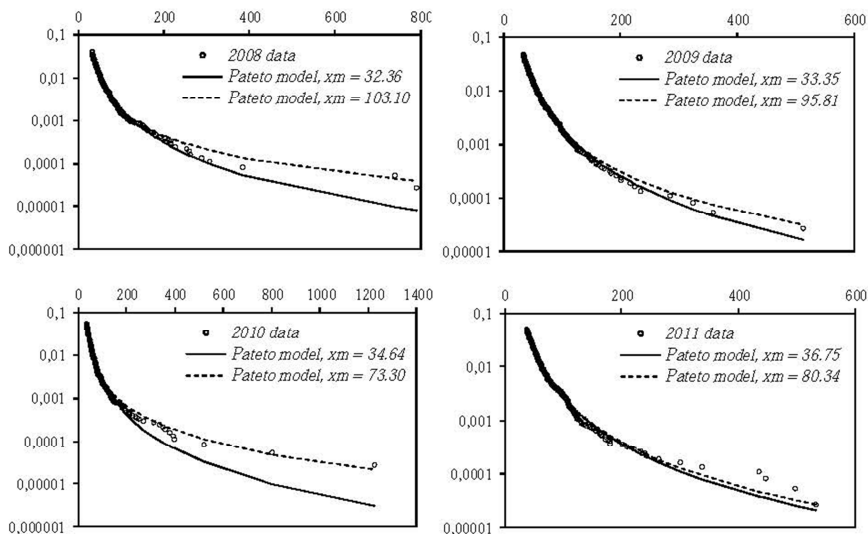 0 200 400 600 800
0,1
0,01
0,001
0,0001
0,00001
0,000001
2008 data
Pateto model, xm = 32.36
Pateto model, xm = 103.10
0 200 400 600
0,1
0,01
0,001
0,0001
0,00001
2009 data
Pateto model, xm = 33.35
Pateto model, xm = 95.81
0 200 400 600 800 1000 1200 1400
0,1
0,01
0,001
0,0001
0,00001
0,000001
2010 data
Pateto model, xm = 34.64
Pateto model, xm = 73.30
0 200 400 600
0,1
0,01
0,001
0,0001
0,00001
2011 data
Pateto model, xm = 36.75
Pateto model, xm = 80.34